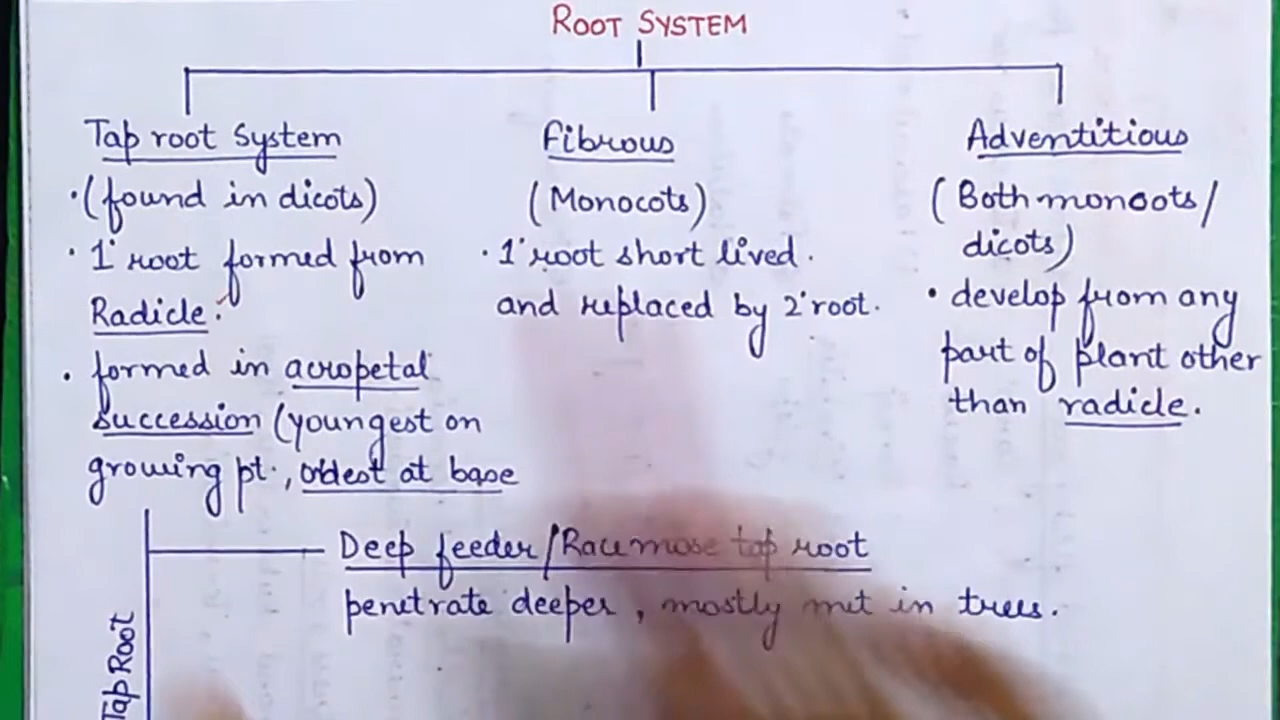 ROOT SYSTEM
Tap root System
·(found in dicots)
· 1° root formed from
Radicle.
· formed in acropetal
succession (youngest on
growing pt., oldest at base
fibrous
(Monocots)
· 1° root short lived.
and replaced by 2° root.
Adventitious
(Both monoots/
dicots)
• develop from any
part of plant other
than radicle.
Deep feeder/Racemose tap root
penetrate deeper, mostly met in trees.
Tap Root